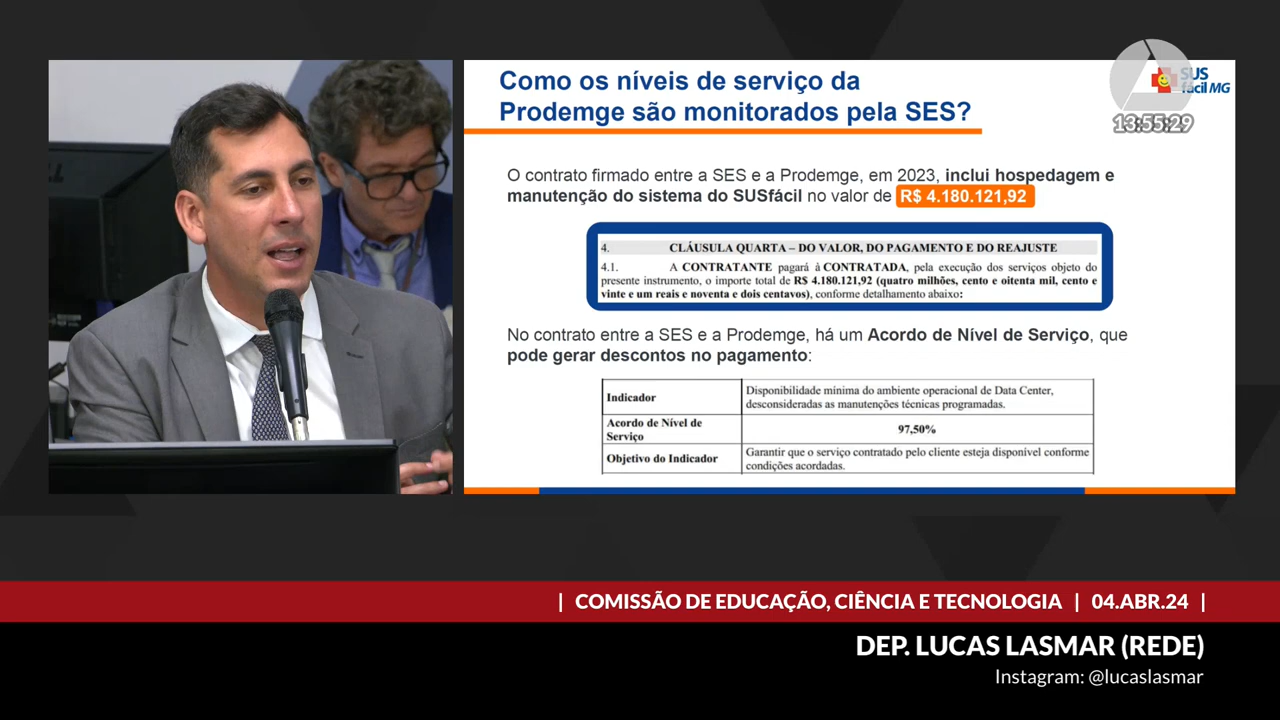 Como os níveis de serviço da
Prodemge são monitorados pela SES?
SUS
fácil MG
13:55:29
O contrato firmado entre a SES e a Prodemge, em 2023, inclui hospedagem e
manutenção do sistema do SUSfácil no valor de R$ 4.180.121,92
4. CLÁUSULA QUARTA – DO VALOR, DO PAGAMENTO E DO REAJUSTE
4.1. A CONTRATANTE pagará à CONTRATADA, pela execução dos serviços objeto do
presente instrumento, o importe total de R$ 4.180.121,92 (quatro milhões, cento e oitenta mil, cento e
vinte e um reais e noventa e dois centavos), conforme detalhamento abaixo:
No contrato entre a SES e a Prodemge, há um Acordo de Nível de Serviço, que
pode gerar descontos no pagamento:
Indicador
Disponibilidade mínima do ambiente operacional de Data Center,
desconsideradas as manutenções técnicas programadas.
Acordo de Nível de
Serviço
97,50%
Objetivo do Indicador
Garantir que o serviço contratado pelo cliente esteja disponível conforme
condições acordadas.
| COMISSÃO DE EDUCAÇÃO, CIÊNCIA E TECNOLOGIA | 04.ABR.24 |
DEP. LUCAS LASMAR (REDE)
Instagram: @lucaslasmar